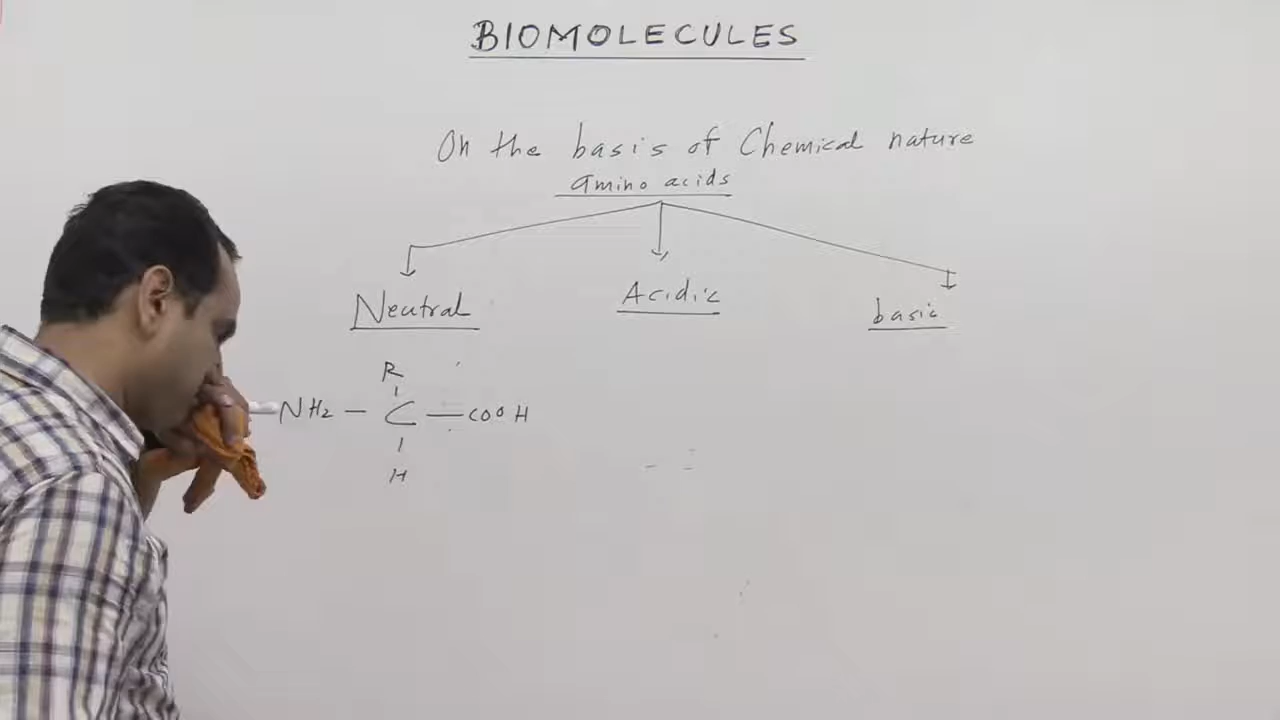 BIOMOLECULES
On the basis of Chemical nature
amino acids
Neutral Acidic basic
R
NH2 — C — COOH
H